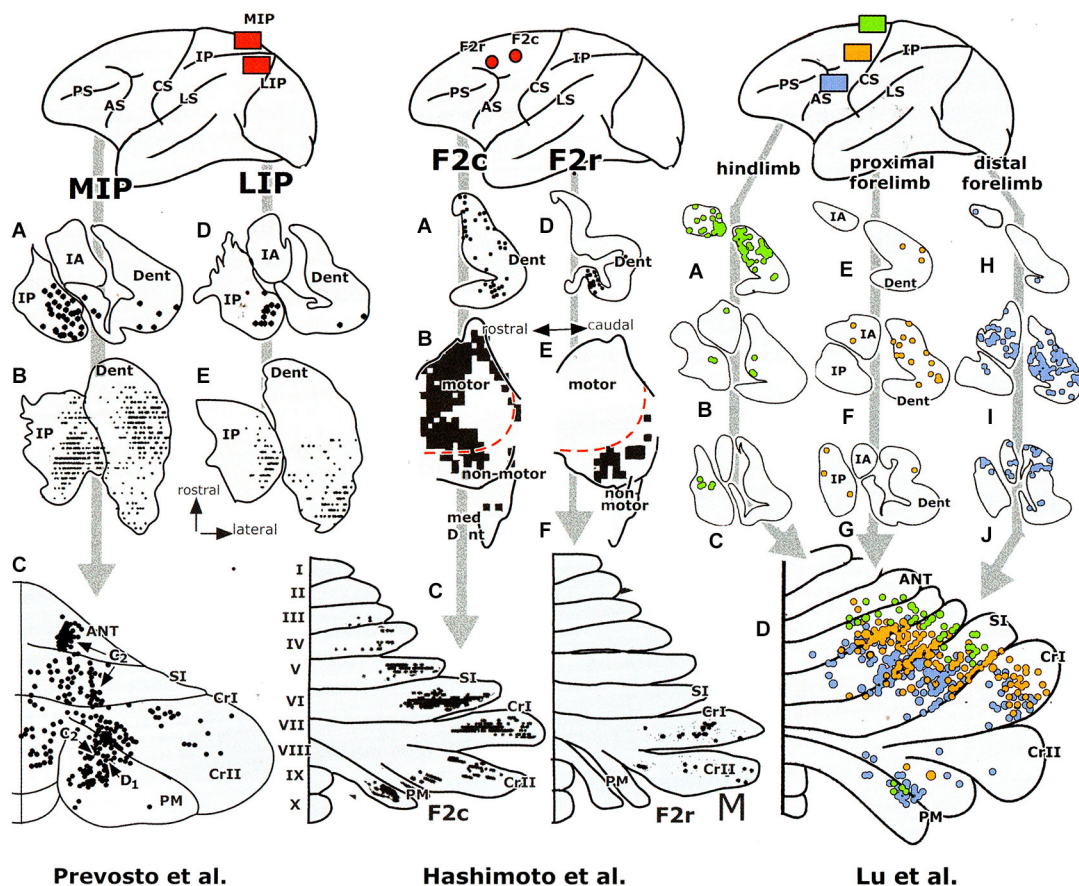 MIP
IP
LIP
PS
CS
AS
LS
MIP
LIP
A
IA
IP
Dent
D
IA
Dent
IP
B
Dent
IP
E
Dent
IP
rostral
lateral
C
ANT
C2
SI
CrI
C2
CrII
D1
PM
Prevosto et al.
F2r
F2c
IP
PS
CS
AS
LS
F2c
F2r
A
Dent
D
Dent
rostral
caudal
B
motor
non-motor
E
motor
non-
motor
med
D nt
F
C
I
II
III
IV
V
VI
VII
VIII
IX
X
SI
CrI
CrII
PM
F2c
SI
CrI
CrII
PM
F2r
M
Hashimoto et al.
IP
PS
CS
AS
LS
hindlimb
proximal
forelimb
distal
forelimb
A
IA
E
Dent
H
B
IA
IP
F
Dent
I
C
IA
IP
G
Dent
J
D
ANT
SI
CrI
CrII
PM
Lu et al.